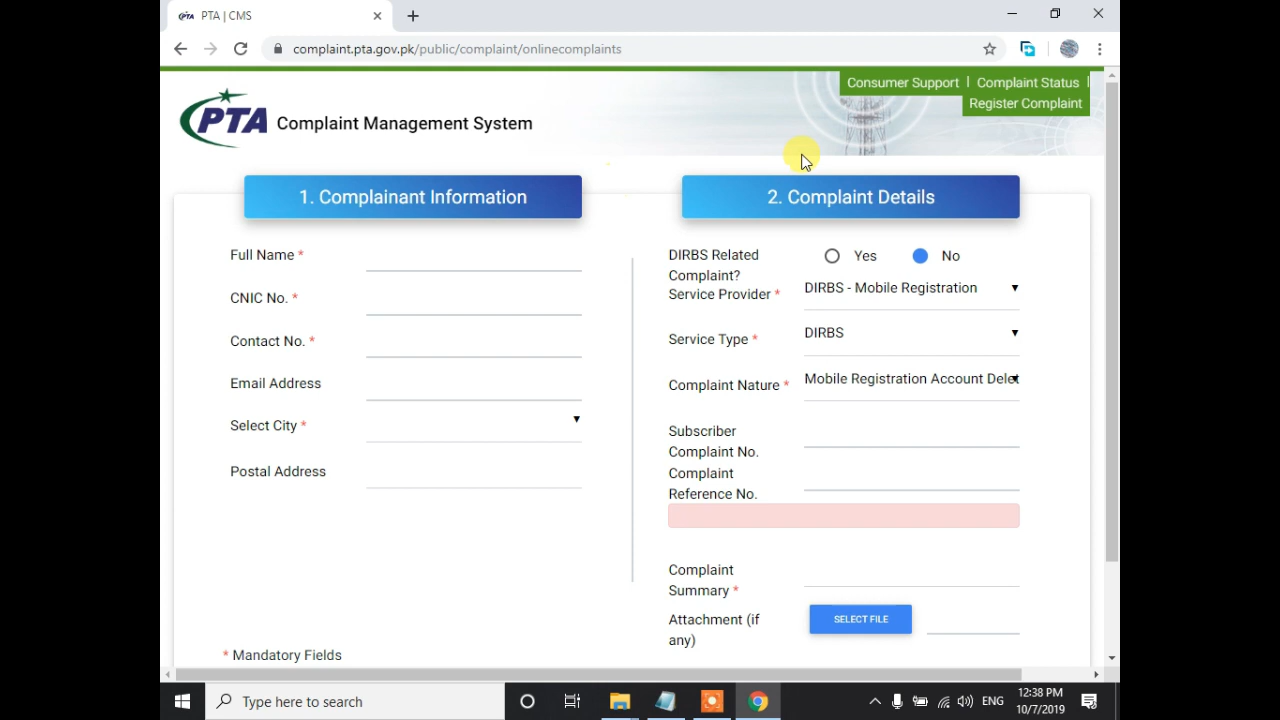 PTA PTA | CMS
complaint.pta.gov.pk/public/complaint/onlinecomplaints
Consumer Support | Complaint Status |
Register Complaint
PTA Complaint Management System
1. Complainant Information
Full Name *
CNIC No. *
Contact No. *
Email Address
Select City *
Postal Address
* Mandatory Fields
2. Complaint Details
DIRBS Related
Complaint?
Yes No
Service Provider * DIRBS - Mobile Registration
Service Type * DIRBS
Complaint Nature * Mobile Registration Account Delet
Subscriber
Complaint No.
Complaint
Reference No.
Complaint
Summary *
Attachment (if
any)
SELECT FILE
Type here to search
ENG
12:38 PM
10/7/2019